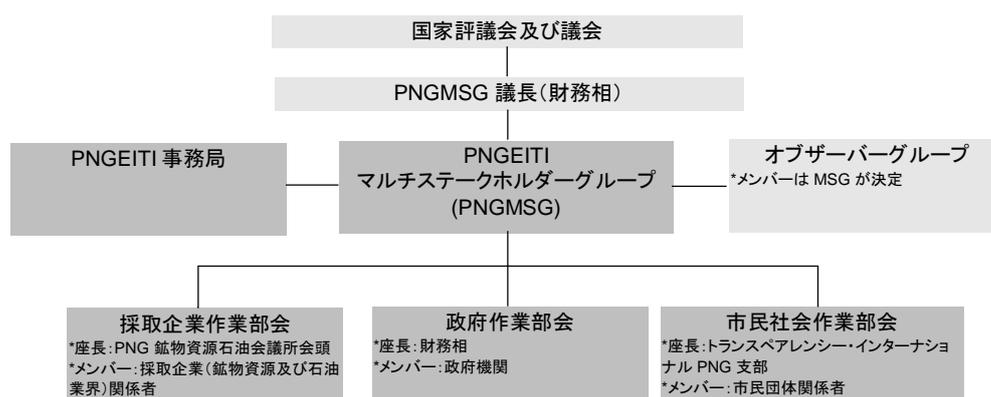 国家評議会及び議会
PNGMSG 議長(財務相)
PNGEITI 事務局
PNGEITI
マルチステークホルダーグループ
(PNGMSG)
オブザーバーグループ
*メンバーは MSG が決定
採取企業作業部会
*座長:PNG 鉱物資源石油会議所会頭
*メンバー:採取企業(鉱物資源及び石油
業界)関係者
政府作業部会
*座長:財務相
*メンバー:政府機関
市民社会作業部会
*座長:トランスペアレンシー・インターナショ
ナル PNG 支部
*メンバー:市民団体関係者